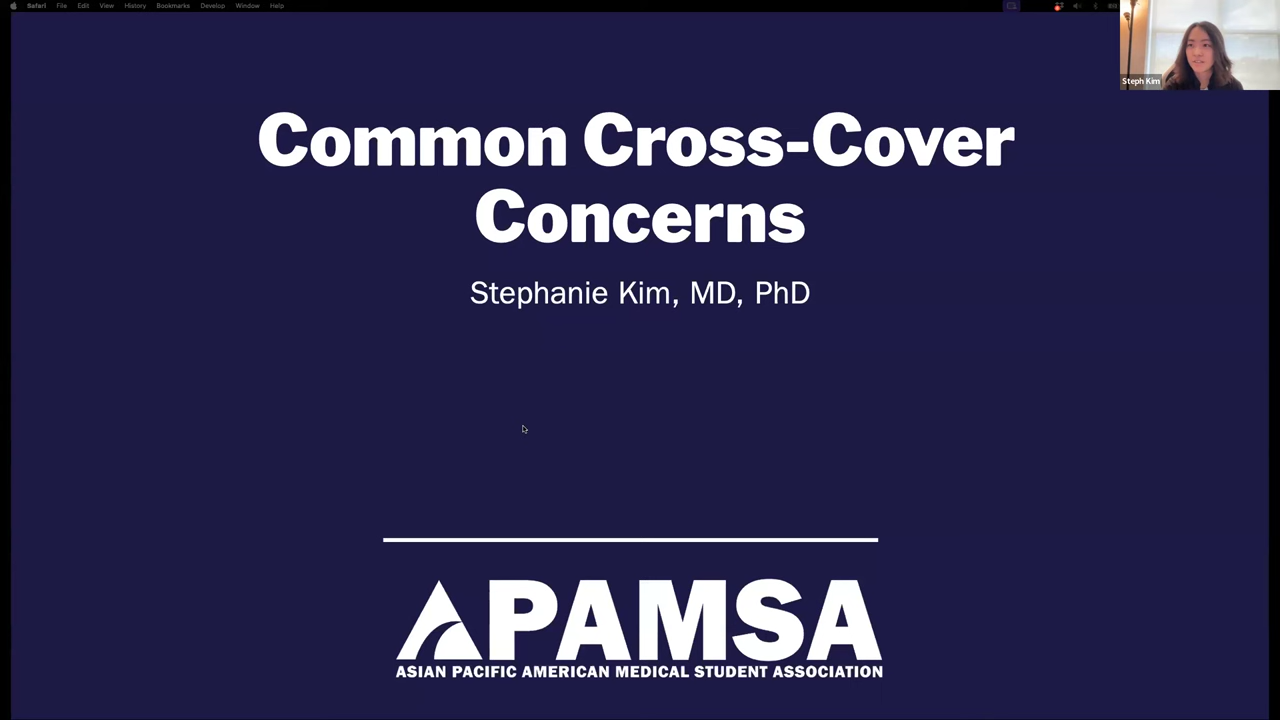 Safari File Edit View History Bookmarks Develop Window Help
Steph Kim
Common Cross-Cover
Concerns
Stephanie Kim, MD, PhD
APAMSA
ASIAN PACIFIC AMERICAN MEDICAL STUDENT ASSOCIATION